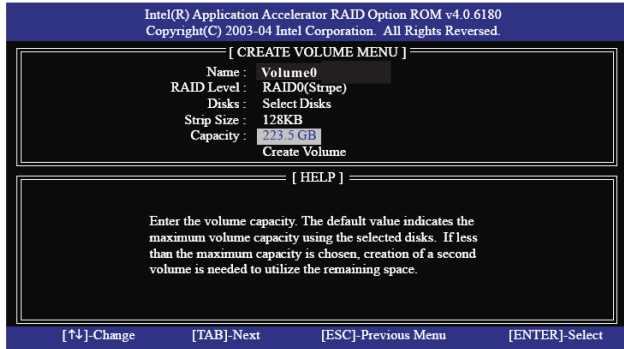 Intel(R) Application Accelerator RAID Option ROM v4.0.6180
Copyright(C) 2003-04 Intel Corporation. All Rights Reversed.
[ CREATE VOLUME MENU ]
Name : Volume0
RAID Level : RAID0(Stripe)
Disks : Select Disks
Strip Size : 128KB
Capacity : 223.5 GB
Create Volume
[ HELP ]
Enter the volume capacity. The default value indicates the
maximum volume capacity using the selected disks. If less
than the maximum capacity is chosen, creation of a second
volume is needed to utilize the remaining space.
[↑↓]-Change [TAB]-Next [ESC]-Previous Menu [ENTER]-Select